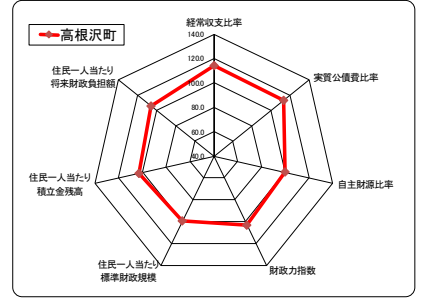 経常収支比率
140.0
高根沢町
120.0
住民一人当たり
将来財政負担額
実質公債費比率
100.0
80.0
60.0
40.0
住民一人当たり
積立金残高
自主財源比率
住民一人当たり
標準財政規模
財政力指数